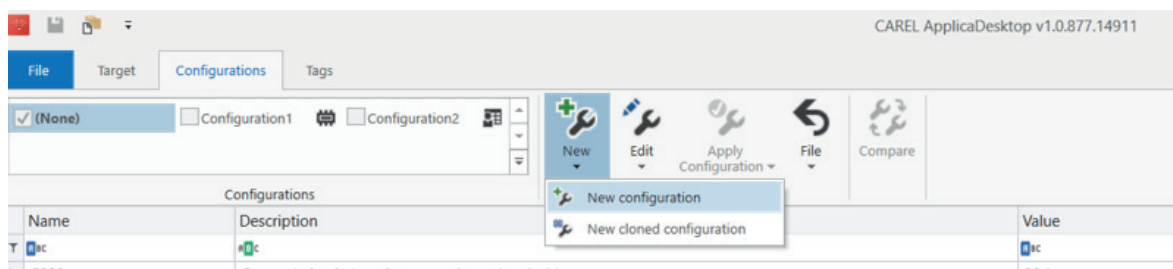 CAREL ApplicaDesktop v1.0.877.14911
File Target Configurations Tags
(None) Configuration1 Configuration2
New Edit Apply Configuration File Compare
Configurations
New configuration
New cloned configuration
Name Description Value